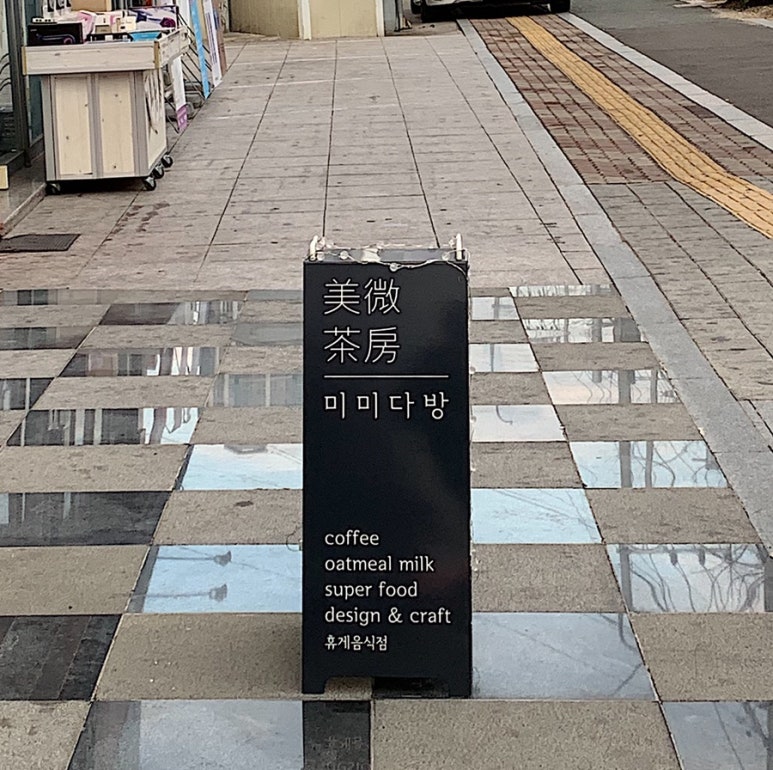 美微
茶房
미미다방
coffee
oatmeal milk
super food
design & craft
휴게음식점